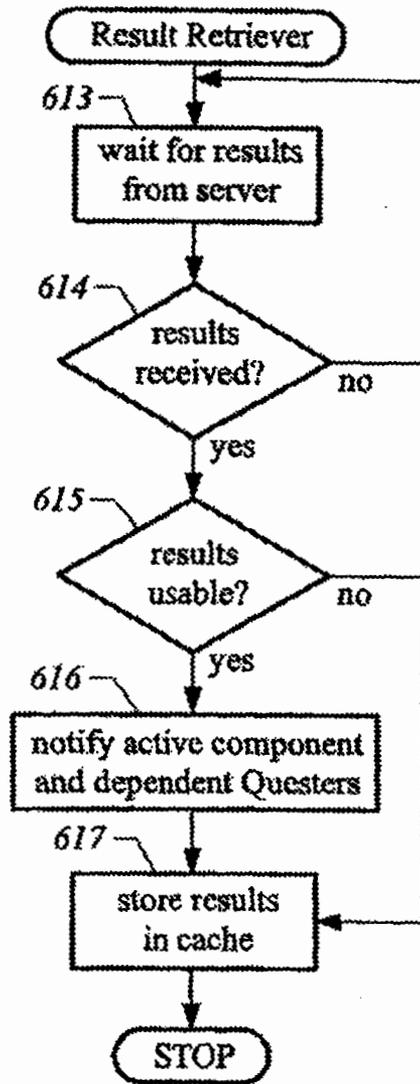 Result Retriever
613
wait for results
from server
614
results
received?
no
yes
615
results
usable?
no
yes
616
notify active component
and dependent Questers
617
store results
in cache
STOP